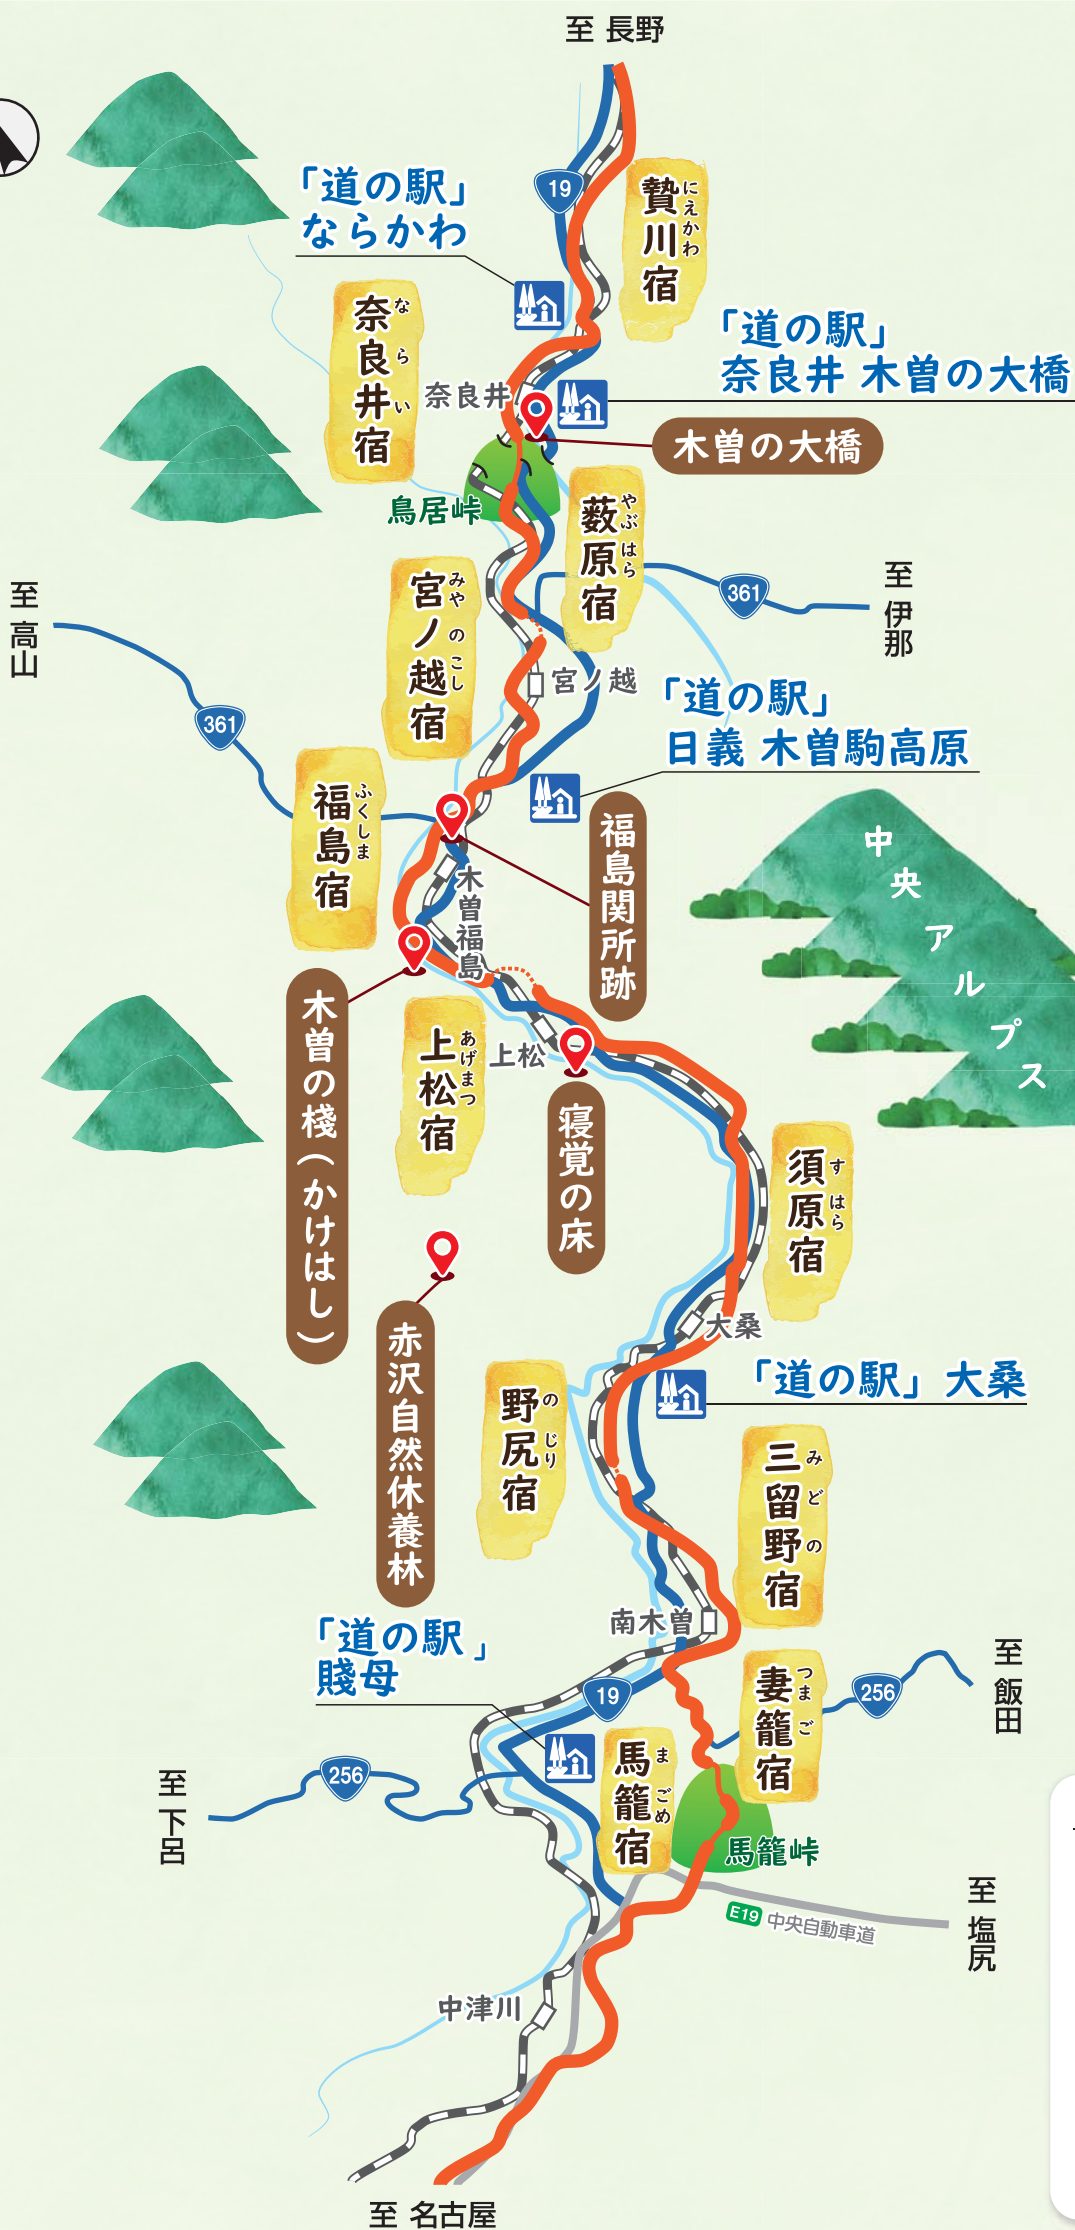 至 長野
「道の駅」
ならかわ
19
贄川宿
にえかわ
奈良井宿
ならい
「道の駅」
奈良井 木曽の大橋
奈良井
木曽の大橋
鳥居峠
藪原宿
やぶはら
至 高山
宮ノ越宿
みやのこし
361
至 伊那
宮ノ越
「道の駅」
日義 木曽駒高原
361
福島宿
ふくしま
福島関所跡
木曽福島
中央アルプス
木曽の棧(かけはし)
上松宿
あげまつ
上松
寝覚の床
須原宿
すはら
赤沢自然休養林
大桑
「道の駅」大桑
野尻宿
のじり
三留野宿
みどの
南木曽
「道の駅」
賤母
19
妻籠宿
つまご
256
至 飯田
256
至 下呂
馬籠宿
まごめ
馬籠峠
E19 中央自動車道
至 塩尻
中津川
至 名古屋